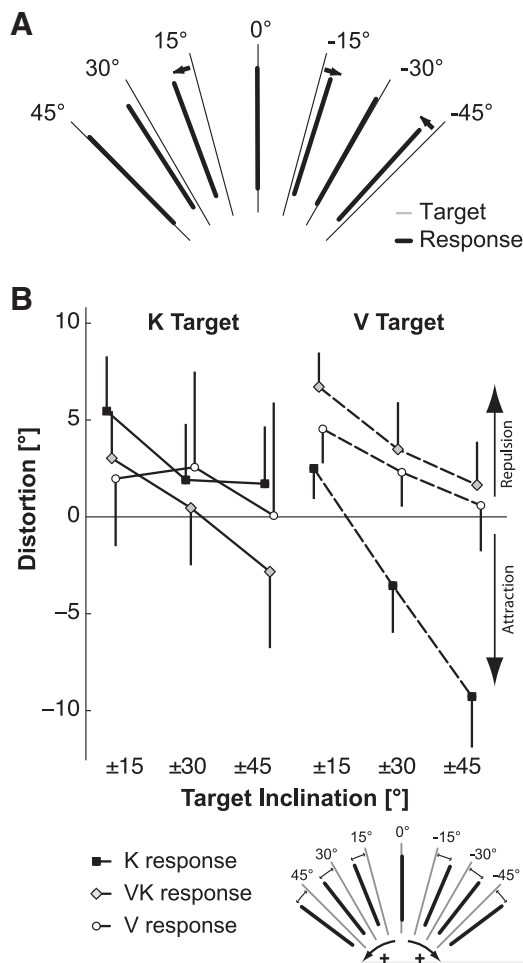 A
0°
15°
-15°
30°
-30°
45°
-45°
Target
Response
B
K Target
V Target
10
5
0
−5
−10
Distortion [°]
Repulsion
Attraction
±15 ±30 ±45 ±15 ±30 ±45
Target Inclination [°]
K response
VK response
V response
0°
15°
-15°
30°
-30°
45°
-45°
+ +